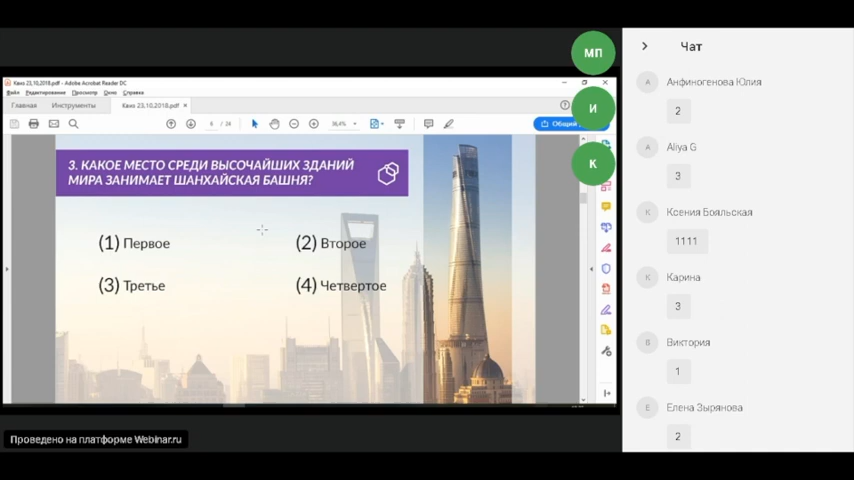 Чат
Анфиногенова Юлия
2
Aliya G
3
Ксения Бояльская
1111
Карина
3
Виктория
1
Елена Зырянова
2
МП
И
К
Кано 23,10,2018.pdf - Adobe Acrobat Reader DC
Файл Редактирование Просмотр Окно Справка
Главная Инструменты Кано 23,10,2018.pdf
6 / 24 36,4%
Общий
3. КАКОЕ МЕСТО СРЕДИ ВЫСОЧАЙШИХ ЗДАНИЙ
МИРА ЗАНИМАЕТ ШАНХАЙСКАЯ БАШНЯ?
(1) Первое (2) Второе
(3) Третье (4) Четвертое
Проведено на платформе Webinar.ru